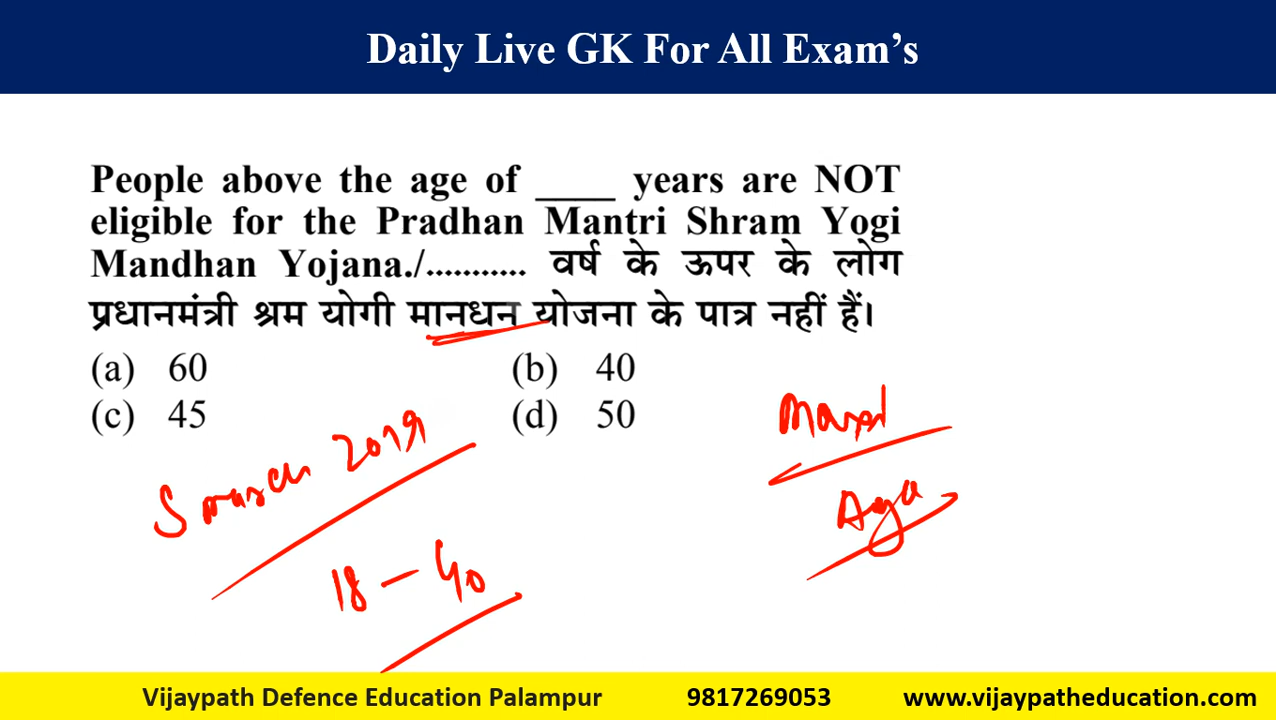 Daily Live GK For All Exam's
People above the age of ____ years are NOT
eligible for the Pradhan Mantri Shram Yogi
Mandhan Yojana./........... वर्ष के ऊपर के लोग
प्रधानमंत्री श्रम योगी मानधन योजना के पात्र नहीं हैं।
(a) 60 (b) 40
(c) 45 (d) 50
5 march 2019
18 - 40
Vijaypath Defence Education Palampur 9817269053 www.vijaypatheducation.com